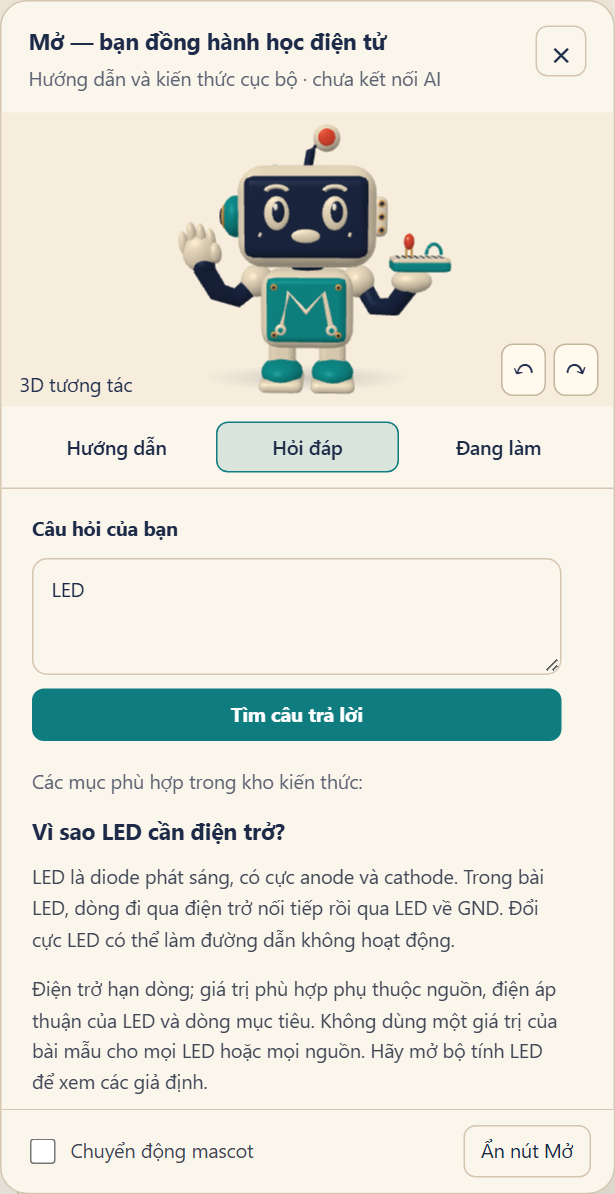 Mở — bạn đồng hành học điện tử
Hướng dẫn và kiến thức cục bộ · chưa kết nối AI
M
3D tương tác
Hướng dẫn
Hỏi đáp
Đang làm
Câu hỏi của bạn
LED
Tìm câu trả lời
Các mục phù hợp trong kho kiến thức:
Vì sao LED cần điện trở?
LED là diode phát sáng, có cực anode và cathode. Trong bài
LED, dòng đi qua điện trở nối tiếp rồi qua LED về GND. Đổi
cực LED có thể làm đường dẫn không hoạt động.
Điện trở hạn dòng; giá trị phù hợp phụ thuộc nguồn, điện áp
thuận của LED và dòng mục tiêu. Không dùng một giá trị của
bài mẫu cho mọi LED hoặc mọi nguồn. Hãy mở bộ tính LED
để xem các giả định.
Chuyển động mascot
Ẩn nút Mở